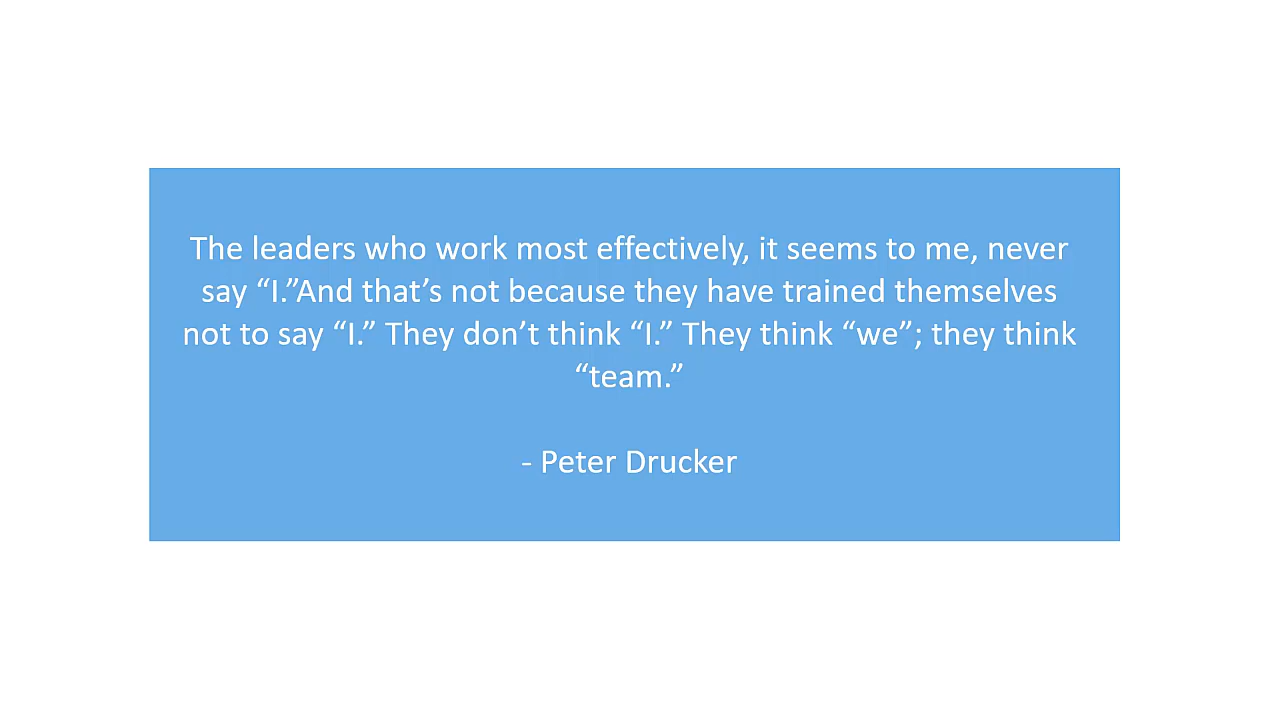 The leaders who work most effectively, it seems to me, never
say “I.”And that’s not because they have trained themselves
not to say “I.” They don’t think “I.” They think “we”; they think
“team.”
- Peter Drucker